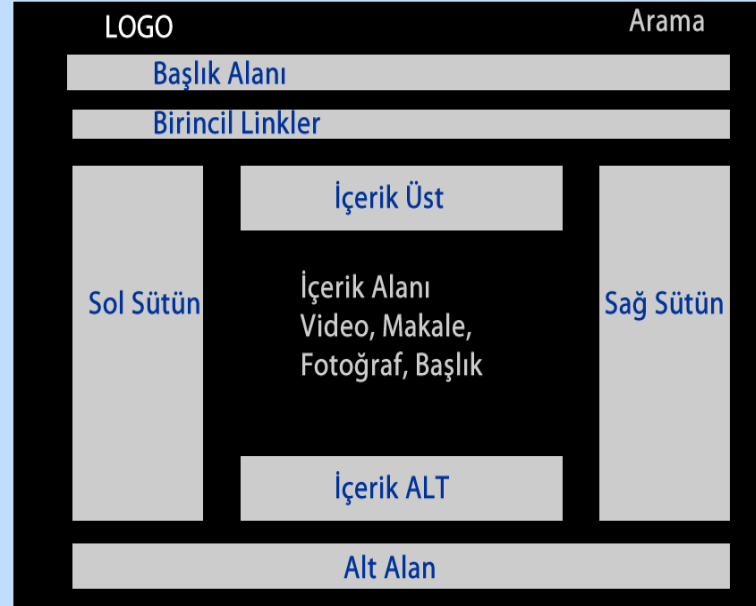 LOGO
Arama
Başlık Alanı
Birincil Linkler
İçerik Üst
Sol Sütün
İçerik Alanı
Video, Makale,
Fotoğraf, Başlık
Sağ Sütün
İçerik ALT
Alt Alan